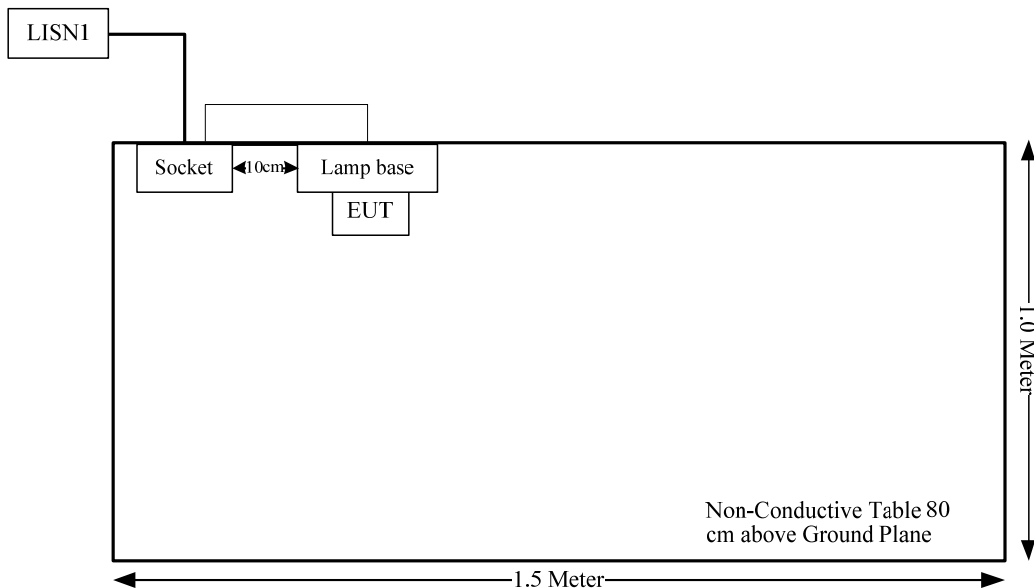 LISN1
Socket
10cm
Lamp base
EUT
1.0 Meter
Non-Conductive Table 80
cm above Ground Plane
1.5 Meter